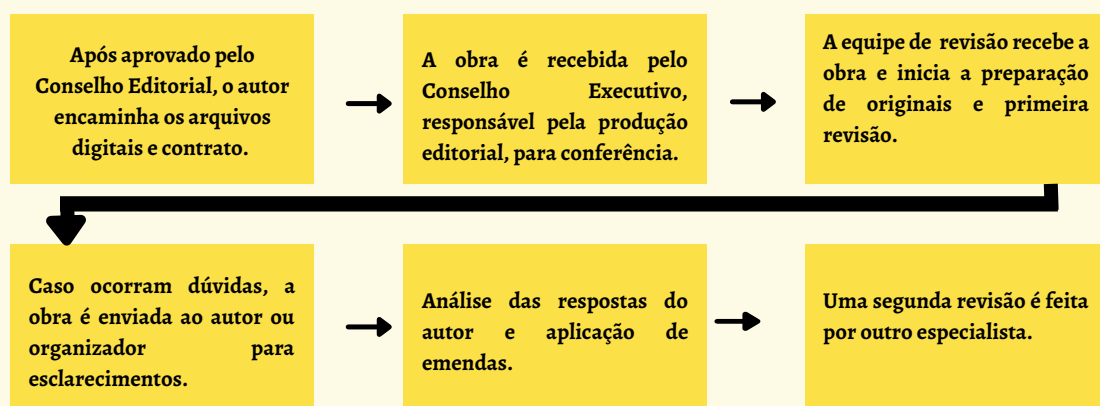 Após aprovado pelo
Conselho Editorial, o autor
encaminha os arquivos
digitais e contrato.
A obra é recebida pelo
Conselho Executivo,
responsável pela produção
editorial, para conferência.
A equipe de revisão recebe a
obra e inicia a preparação
de originais e primeira
revisão.
Caso ocorram dúvidas, a
obra é enviada ao autor ou
organizador para
esclarecimentos.
Análise das respostas do
autor e aplicação de
emendas.
Uma segunda revisão é feita
por outro especialista.